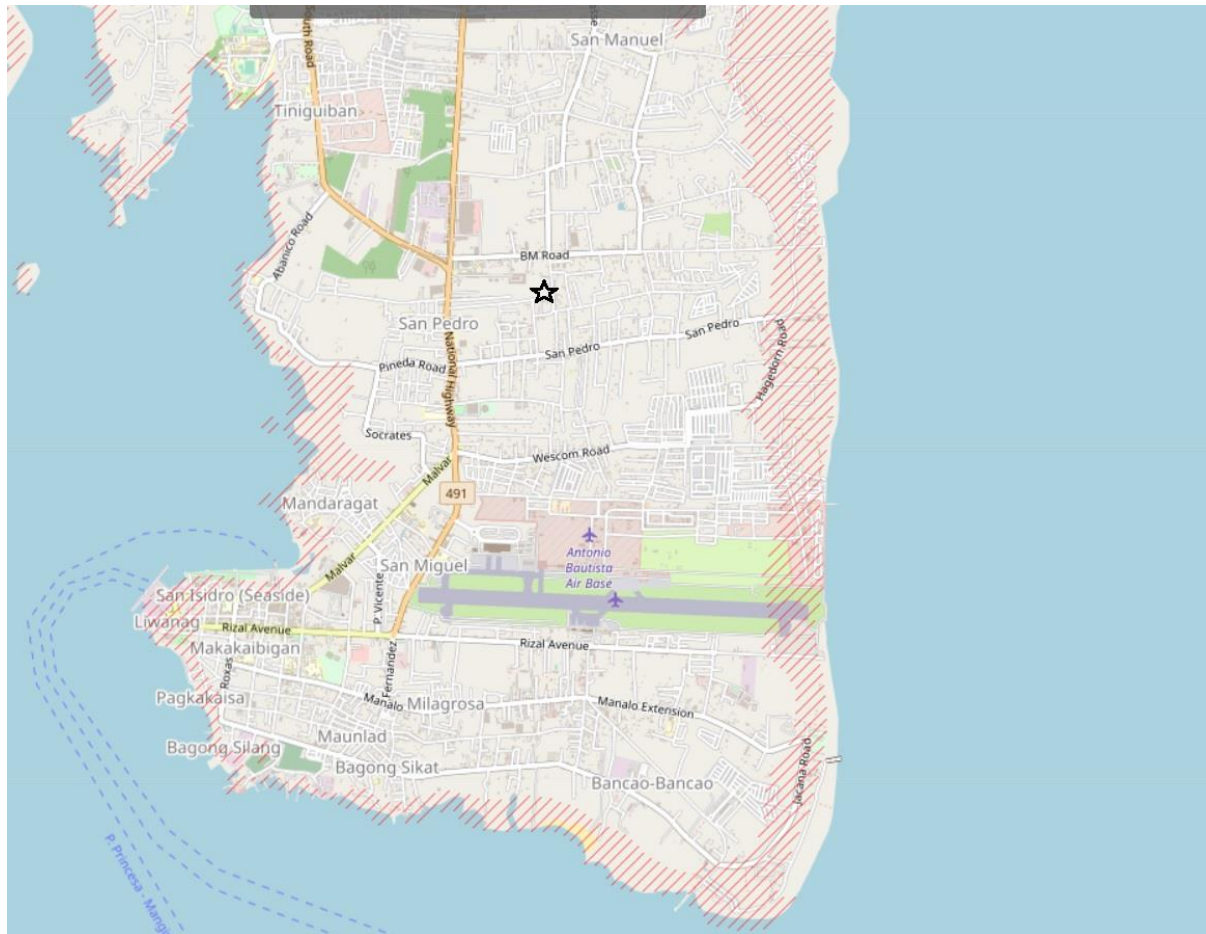 South Road
San Manuel
Tiniguiban
Abanico Road
BM Road
San Pedro
San Pedro
San Pedro
Pineda Road
National Highway
Hagedorn Road
Socrates
Wescom Road
Malvar
491
Mandaragat
Antonio
Bautista
Air Base
San Miguel
Malvar
P. Vicente
San Isidro (Seaside)
Liwanag
Rizal Avenue
Rizal Avenue
Makakaibigan
Roxas
Fernandez
Pagkakaisa
Manalo
Milagrosa
Manalo Extension
Maunlad
Bagong Silang
Bagong Sikat
Bancao-Bancao
Jacana Road
P. Princesa - Mangi